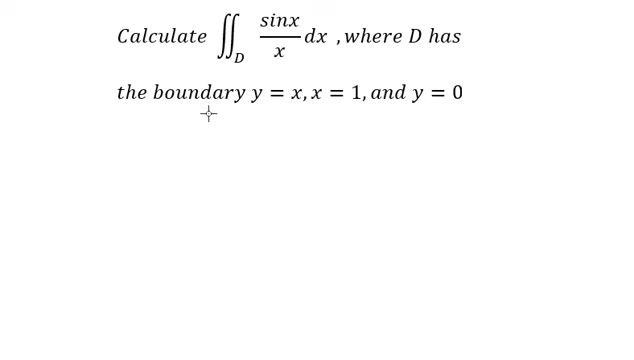 Calculate ∬_D sinx/x dx , where D has
the boundary y = x, x = 1, and y = 0